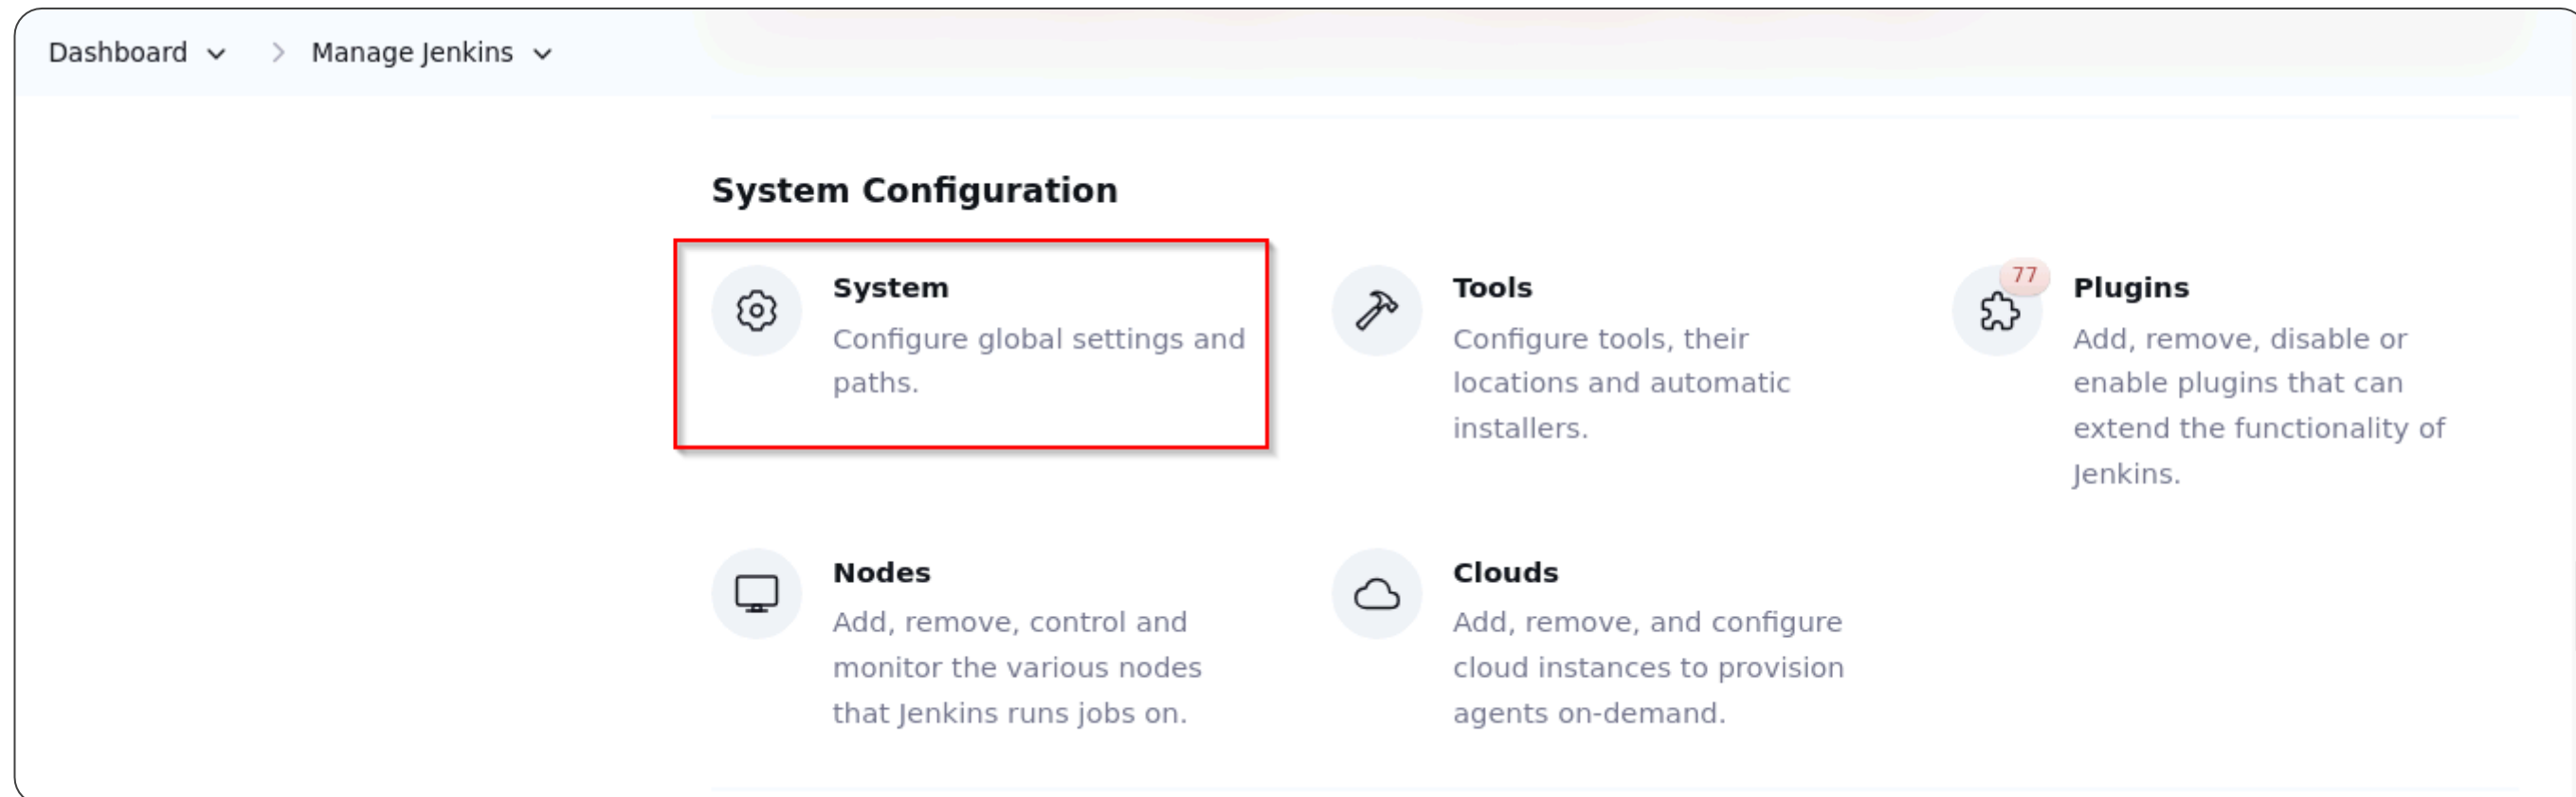 Dashboard
Manage Jenkins
System Configuration
System
Configure global settings and
paths.
Tools
Configure tools, their
locations and automatic
installers.
77
Plugins
Add, remove, disable or
enable plugins that can
extend the functionality of
Jenkins.
Nodes
Add, remove, control and
monitor the various nodes
that Jenkins runs jobs on.
Clouds
Add, remove, and configure
cloud instances to provision
agents on-demand.